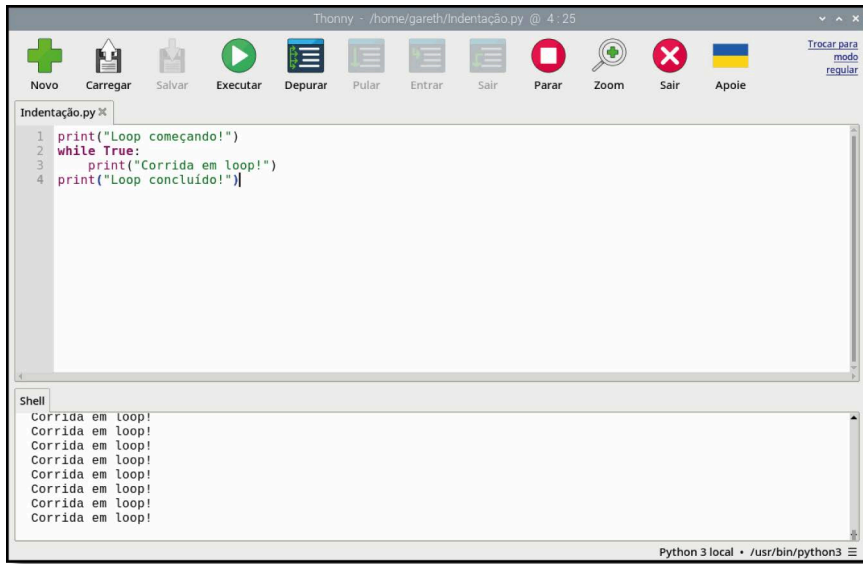 Thonny - /home/gareth/Indentação.py @ 4:25
Novo Carregar Salvar Executar Depurar Pular Entrar Sair Parar Zoom Sair Apoie
Trocar para
modo
regular
Indentação.py
1 print("Loop começando!")
2 while True:
3     print("Corrida em loop!")
4 print("Loop concluído!")
Shell
Corrida em loop!
Corrida em loop!
Corrida em loop!
Corrida em loop!
Corrida em loop!
Corrida em loop!
Corrida em loop!
Corrida em loop!
Python 3 local • /usr/bin/python3